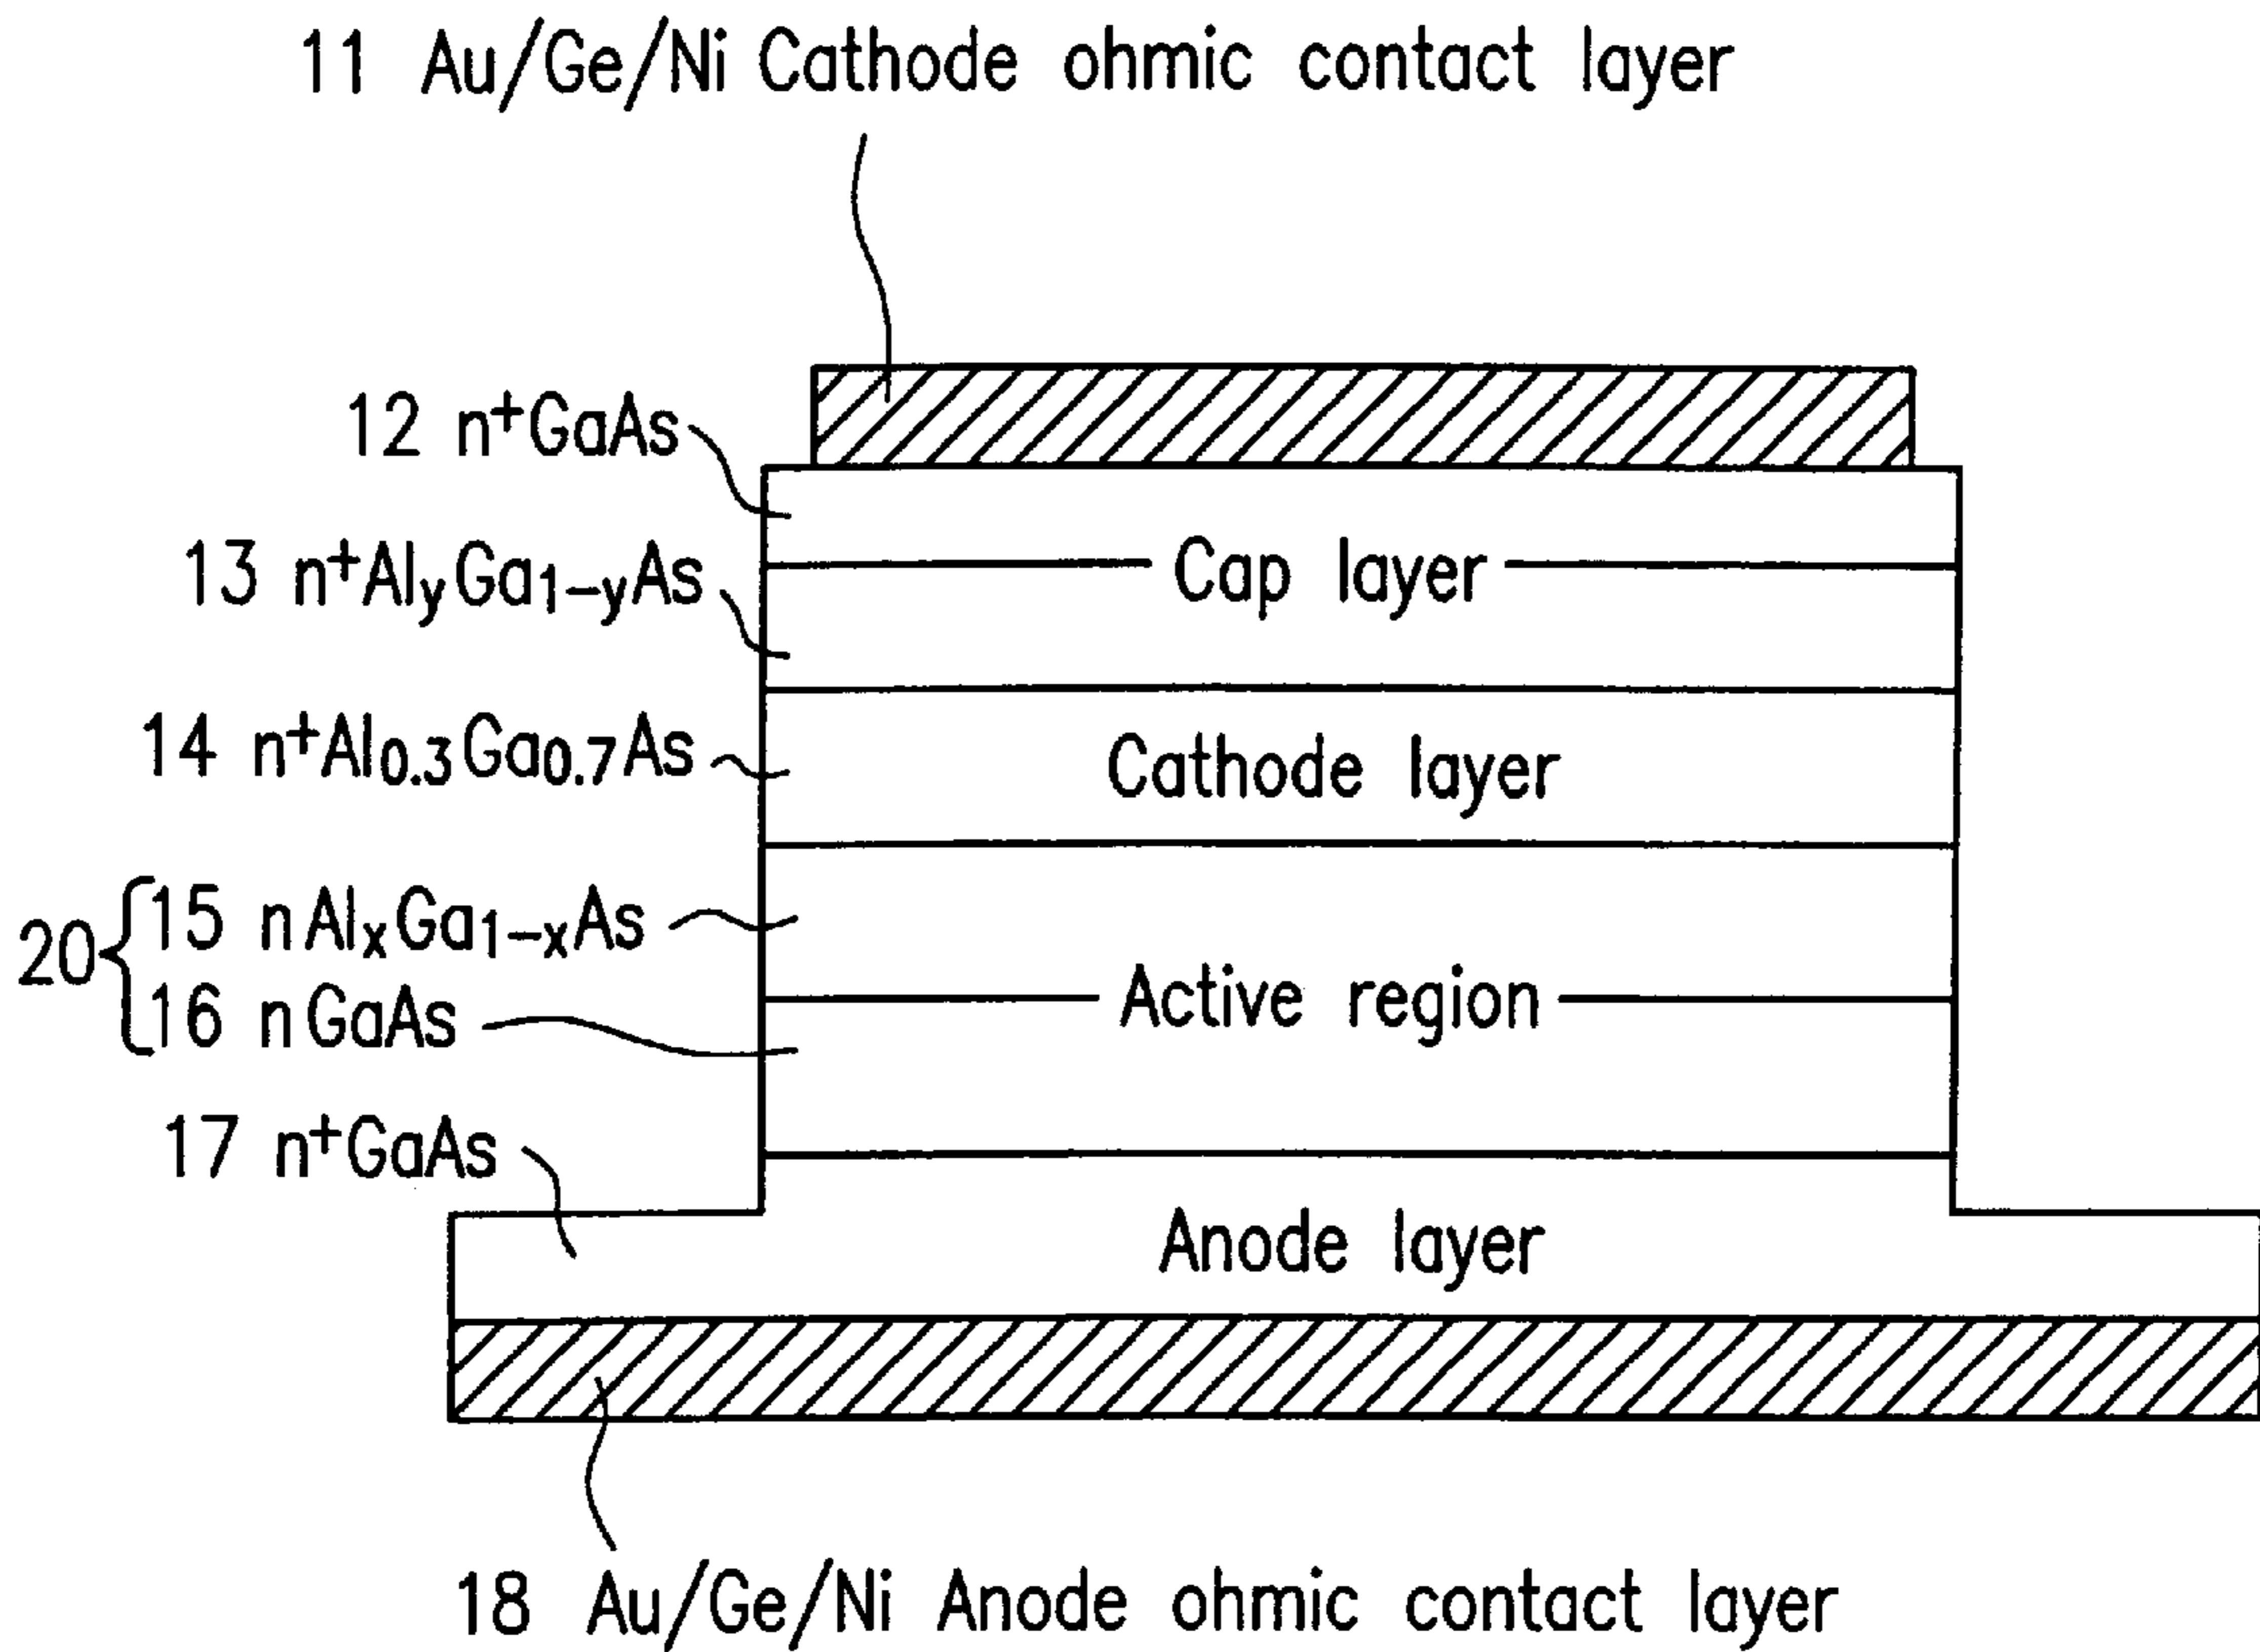 11 Au/Ge/Ni Cathode ohmic contact layer
12 n+GaAs
Cap layer
13 n+AlyGa1-yAs
14 n+Al0.3Ga0.7As
Cathode layer
15 nAlxGa1-xAs
20
16 nGaAs
Active region
17 n+GaAs
Anode layer
18 Au/Ge/Ni Anode ohmic contact layer